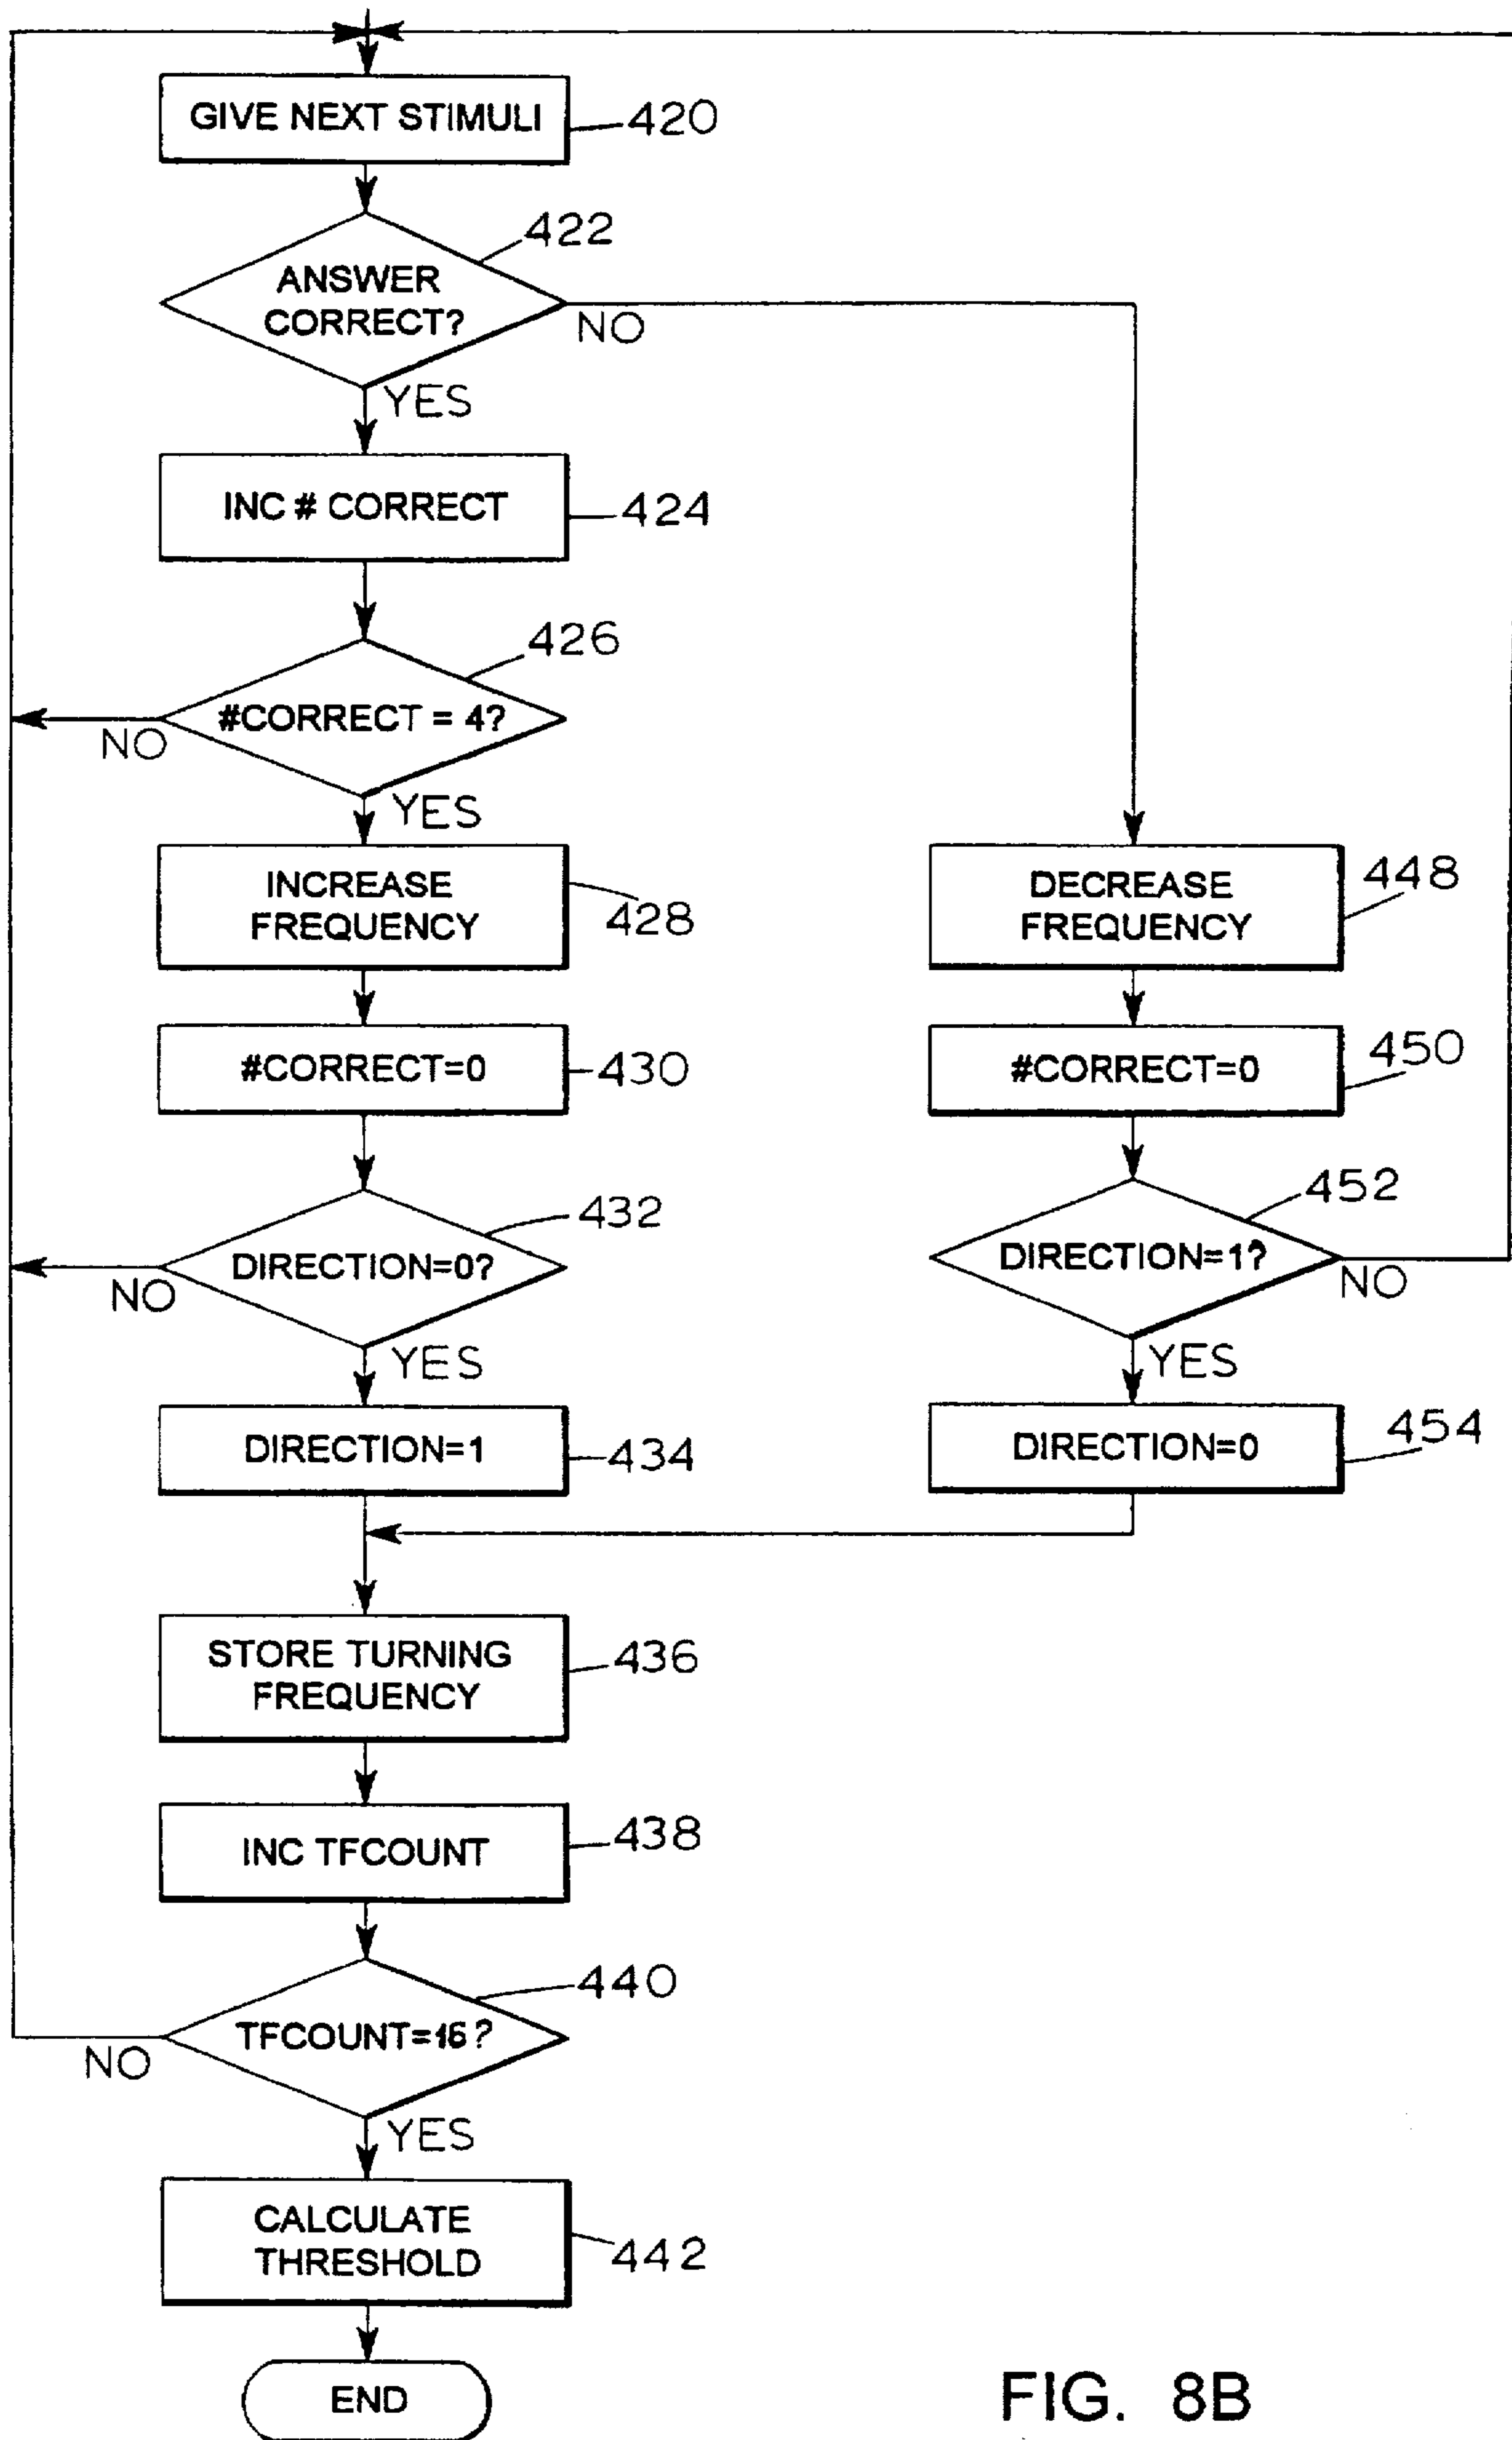 GIVE NEXT STIMULI
420
ANSWER
CORRECT?
422
NO
YES
INC # CORRECT
424
#CORRECT = 4?
426
NO
YES
INCREASE
FREQUENCY
428
#CORRECT=0
430
DIRECTION=0?
432
NO
YES
DIRECTION=1
434
DECREASE
FREQUENCY
448
#CORRECT=0
450
DIRECTION=1?
452
NO
YES
DIRECTION=0
454
STORE TURNING
FREQUENCY
436
INC TFCOUNT
438
TFCOUNT=16?
440
NO
YES
CALCULATE
THRESHOLD
442
END
FIG. 8B